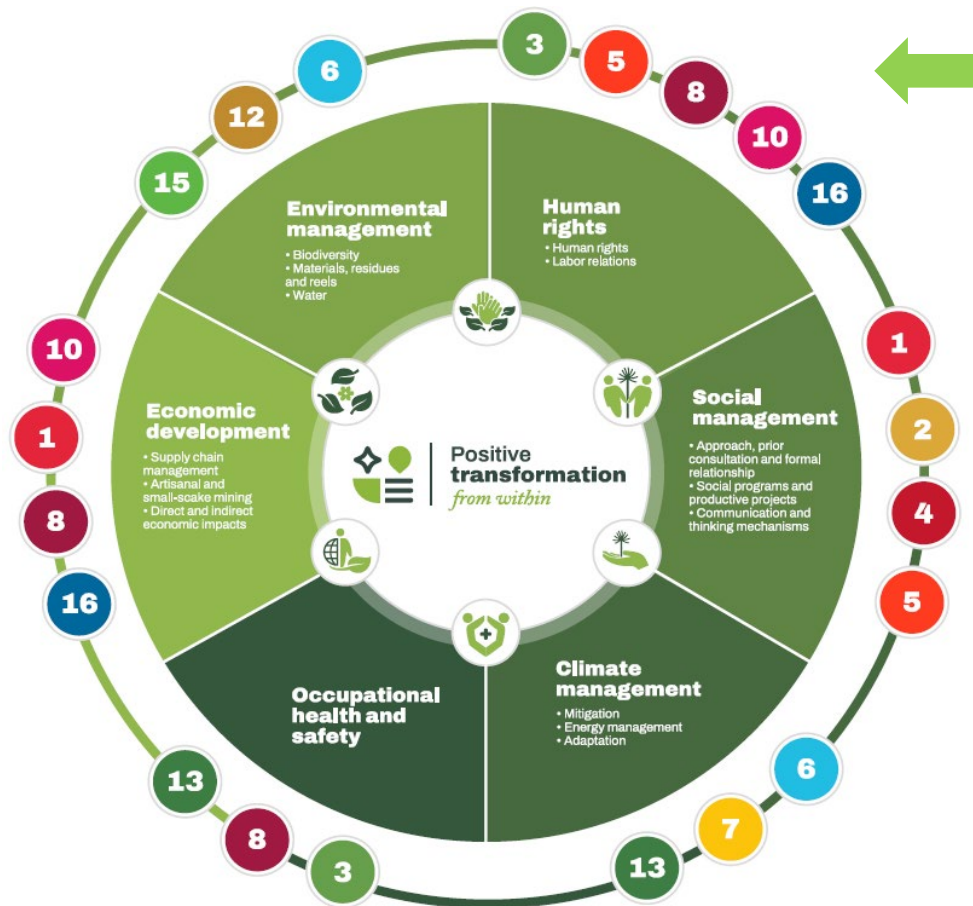 6
12
15
3
5
8
10
16
Environmental
management
• Biodiversity
• Materials, residues
and reels
• Water
Human
rights
• Human rights
• Labor relations
10
1
8
16
Economic
development
• Supply chain
management
• Artisanal and
small-scake mining
• Direct and indirect
economic impacts
Positive
transformation
from within
Social
management
• Approach, prior
consultation and formal
relationship
• Social programs and
productive projects
• Communication and
thinking mechanisms
1
2
4
5
Occupational
health and
safety
13
8
3
Climate
management
• Mitigation
• Energy management
• Adaptation
6
7
13